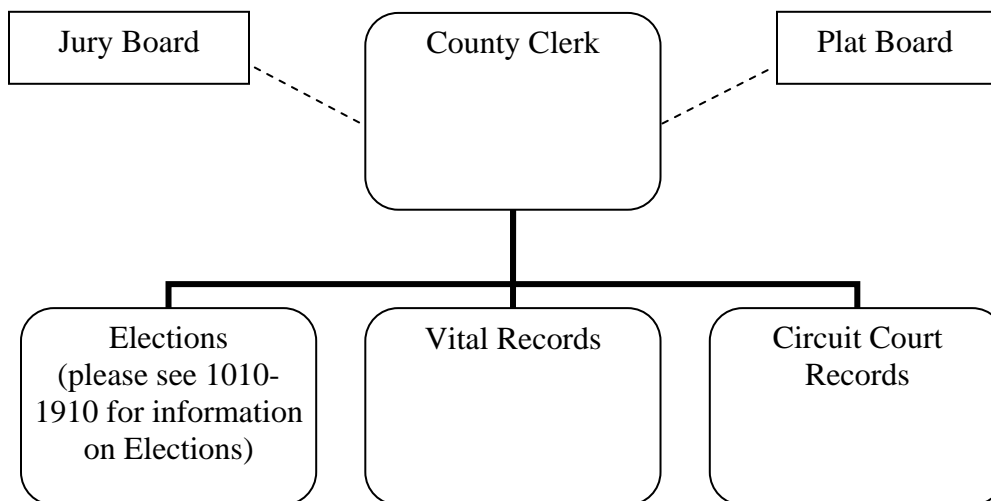 Jury Board
County Clerk
Plat Board
Elections
(please see 1010-
1910 for information
on Elections)
Vital Records
Circuit Court
Records